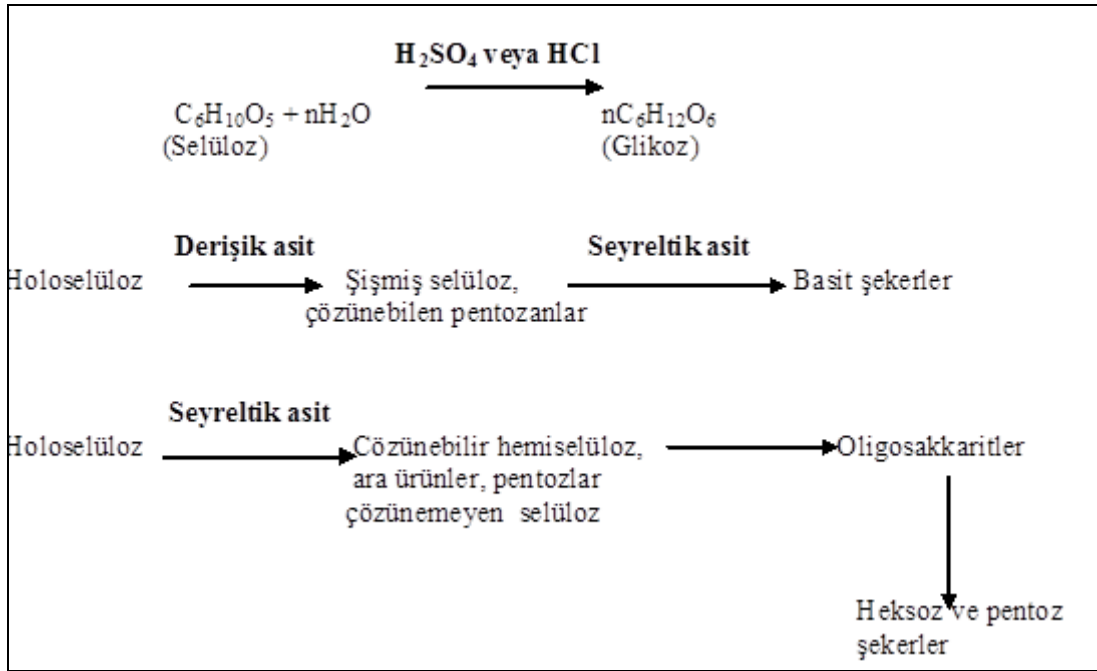 H₂SO₄ veya HCl
C₆H₁₀O₅ + nH₂O nC₆H₁₂O₆
(Selüloz) (Glikoz)
Derişik asit Seyreltik asit
Holoselüloz Şişmiş selüloz, Basit şekerler
çözünebilen pentozanlar
Seyreltik asit
Holoselüloz Cözünebilir hemiselüloz, Oligosakkaritler
ara ürünler, pentozlar
çözünemeyen selüloz
Heksoz ve pentoz
şekerler